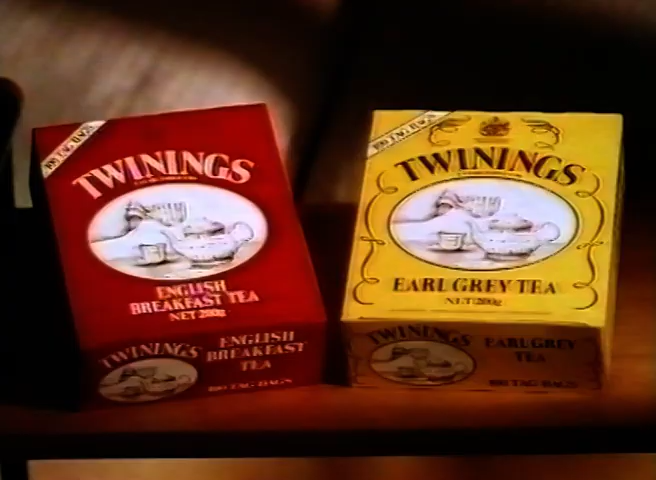 100 TAG BAGS
TWININGS
ENGLISH
BREAKFAST TEA
NET 200g
TWININGS
ENGLISH
BREAKFAST
TEA
100 TAG BAGS
100 TAG BAGS
TWININGS
EARL GREY TEA
NET 200g
TWININGS
EARL GREY
TEA
100 TAG BAGS